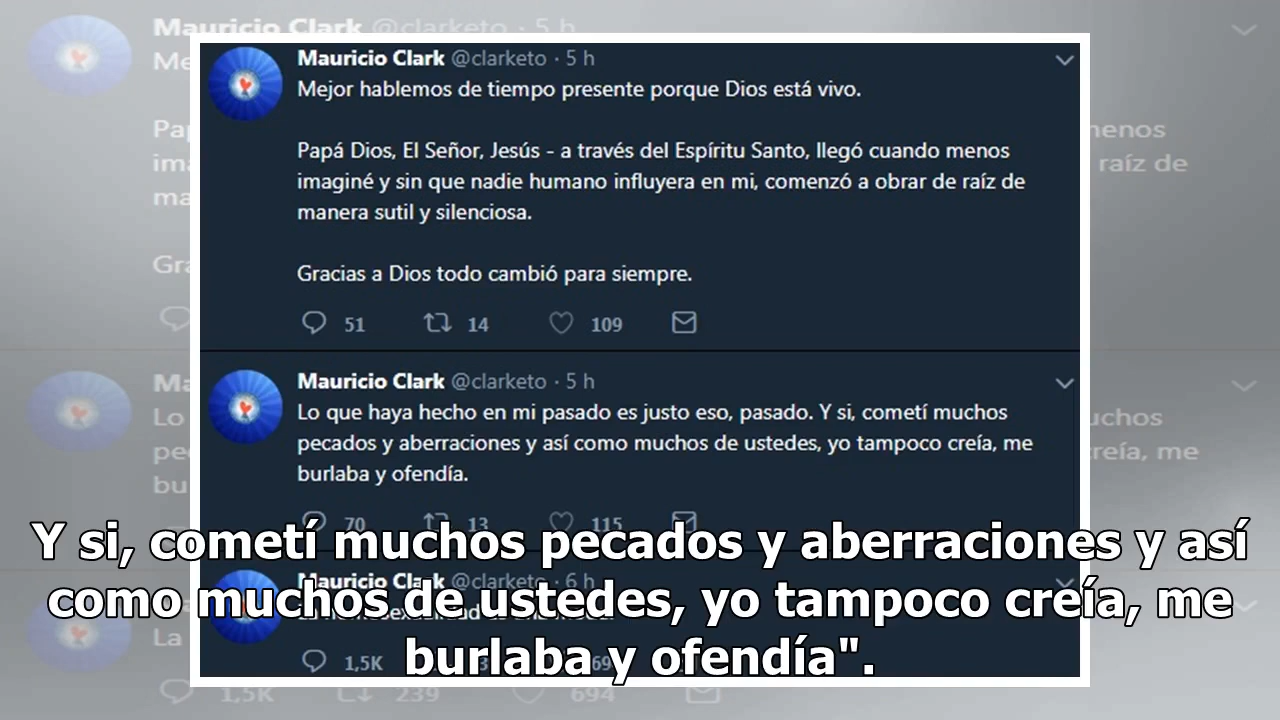 Mauricio Clark @clarketo · 5 h
Mejor hablemos de tiempo presente porque Dios está vivo.
Papá Dios, El Señor, Jesús - a través del Espíritu Santo, llegó cuando menos
imaginé y sin que nadie humano influyera en mi, comenzó a obrar de raíz de
manera sutil y silenciosa.
Gracias a Dios todo cambió para siempre.
51 14 109
Mauricio Clark @clarketo · 5 h
Lo que haya hecho en mi pasado es justo eso, pasado. Y si, cometí muchos
pecados y aberraciones y así como muchos de ustedes, yo tampoco creía, me
burlaba y ofendía.
70 13 115
Mauricio Clark @clarketo · 6 h
1,5K 239 694
Y si, cometí muchos pecados y aberraciones y así
como muchos de ustedes, yo tampoco creía, me
burlaba y ofendía".